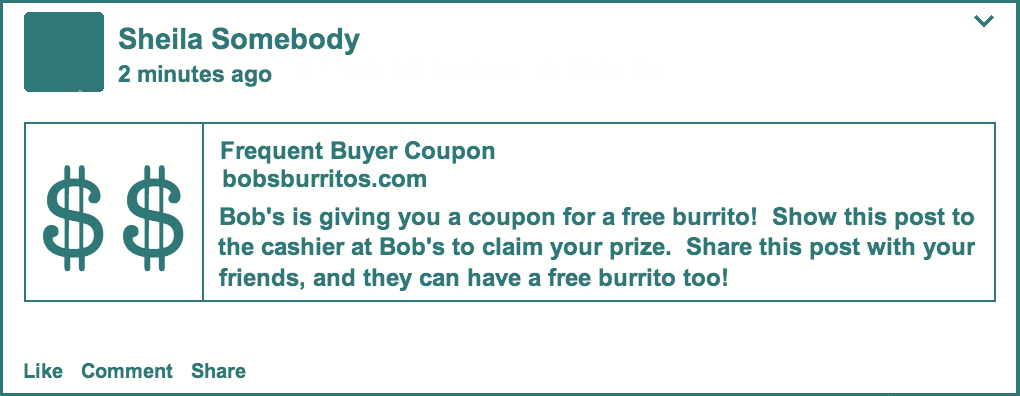 Sheila Somebody
2 minutes ago
$ $
Frequent Buyer Coupon
bobsburritos.com
Bob's is giving you a coupon for a free burrito!  Show this post to
the cashier at Bob's to claim your prize.  Share this post with your
friends, and they can have a free burrito too!
Like   Comment   Share